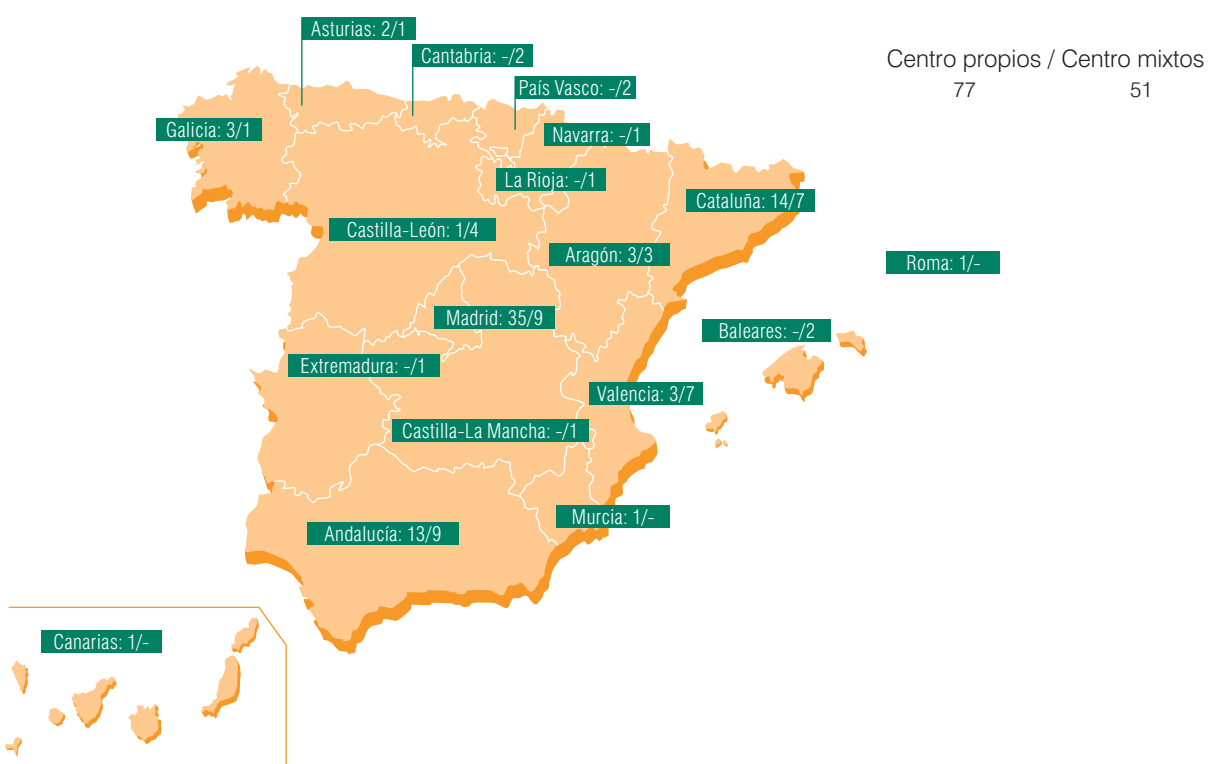 Asturias: 2/1
Cantabria: -/2
Centro propios / Centro mixtos
77 51
País Vasco: -/2
Galicia: 3/1
Navarra: -/1
La Rioja: -/1
Cataluña: 14/7
Castilla-León: 1/4
Aragón: 3/3
Roma: 1/-
Madrid: 35/9
Baleares: -/2
Extremadura: -/1
Valencia: 3/7
Castilla-La Mancha: -/1
Murcia: 1/-
Andalucía: 13/9
Canarias: 1/-